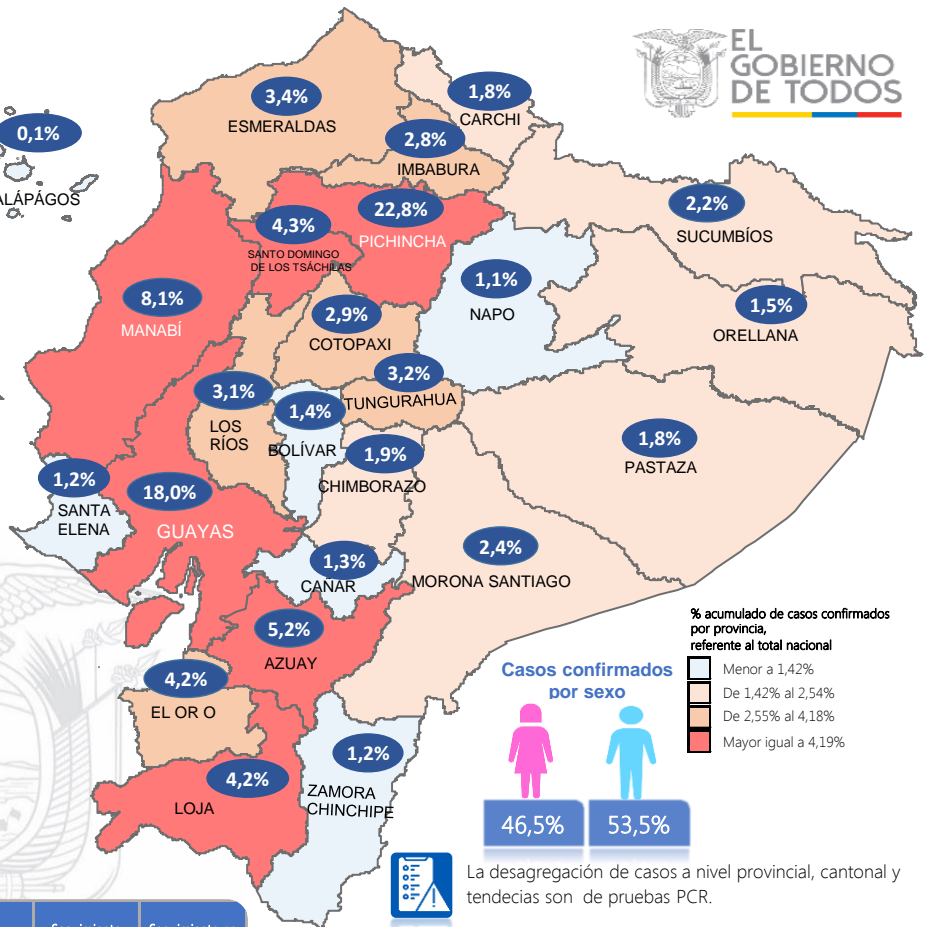 EL
GOBIERNO
DE TODOS
3,4%
ESMERALDAS
1,8%
CARCHI
2,8%
IMBABURA
0,1%
ALÁPÁGOS
22,8%
PICHINCHA
4,3%
SANTO DOMINGO
DE LOS TSÁCHILAS
2,2%
SUCUMBÍOS
8,1%
MANABÍ
1,1%
NAPO
1,5%
ORELLANA
2,9%
COTOPAXI
3,2%
TUNGURAHUA
3,1%
LOS
RÍOS
1,4%
BOLÍVAR
1,9%
CHIMBORAZO
1,8%
PASTAZA
1,2%
SANTA
ELENA
18,0%
GUAYAS
1,3%
CAÑAR
2,4%
MORONA SANTIAGO
5,2%
AZUAY
4,2%
EL OR O
4,2%
LOJA
1,2%
ZAMORA
CHINCHIPE
% acumulado de casos confirmados
por provincia,
referente al total nacional
Menor a 1,42%
De 1,42% al 2,54%
De 2,55% al 4,18%
Mayor igual a 4,19%
Casos confirmados
por sexo
46,5%
53,5%
La desagregación de casos a nivel provincial, cantonal y
tendecias son de pruebas PCR.